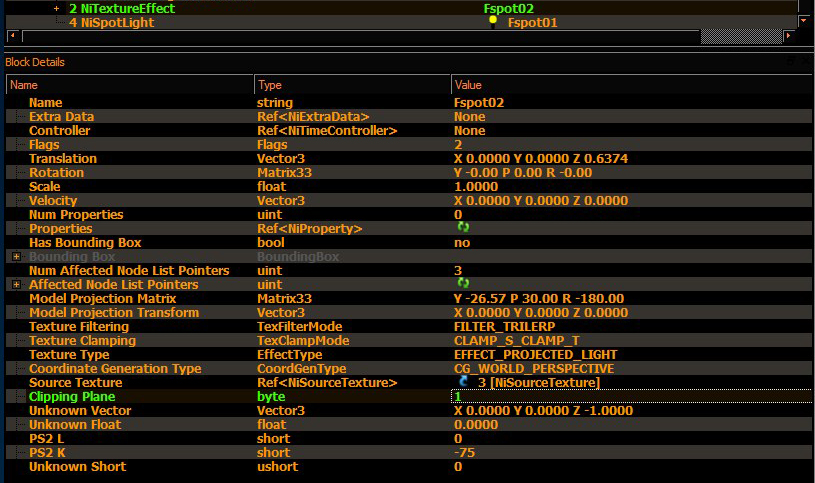 2 NiTextureEffect Fspot02
4 NiSpotLight Fspot01
Block Details
Name Type Value
Name string Fspot02
Extra Data Ref<NiExtraData> None
Controller Ref<NiTimeController> None
Flags Flags 2
Translation Vector3 X 0.0000 Y 0.0000 Z 0.6374
Rotation Matrix33 Y -0.00 P 0.00 R -0.00
Scale float 1.0000
Velocity Vector3 X 0.0000 Y 0.0000 Z 0.0000
Num Properties uint 0
Properties Ref<NiProperty>
Has Bounding Box bool no
Bounding Box BoundingBox
Num Affected Node List Pointers uint 3
Affected Node List Pointers uint
Model Projection Matrix Matrix33 Y -26.57 P 30.00 R -180.00
Model Projection Transform Vector3 X 0.0000 Y 0.0000 Z 0.0000
Texture Filtering TexFilterMode FILTER_TRILERP
Texture Clamping TexClampMode CLAMP_S_CLAMP_T
Texture Type EffectType EFFECT_PROJECTED_LIGHT
Coordinate Generation Type CoordGenType CG_WORLD_PERSPECTIVE
Source Texture Ref<NiSourceTexture> 3 [NiSourceTexture]
Clipping Plane byte 1
Unknown Vector Vector3 X 0.0000 Y 0.0000 Z -1.0000
Unknown Float float 0.0000
PS2 L short 0
PS2 K short -75
Unknown Short ushort 0